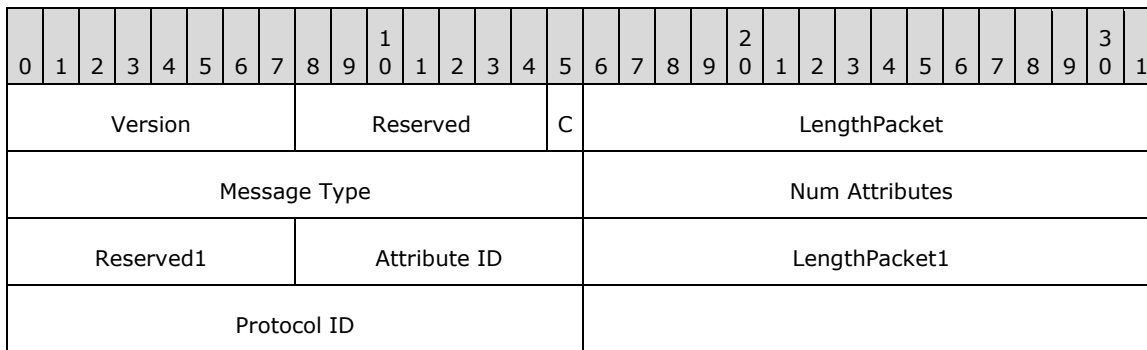 1 2 3
0 1 2 3 4 5 6 7 8 9 0 1 2 3 4 5 6 7 8 9 0 1 2 3 4 5 6 7 8 9 0 1
Version Reserved C LengthPacket
Message Type Num Attributes
Reserved1 Attribute ID LengthPacket1
Protocol ID